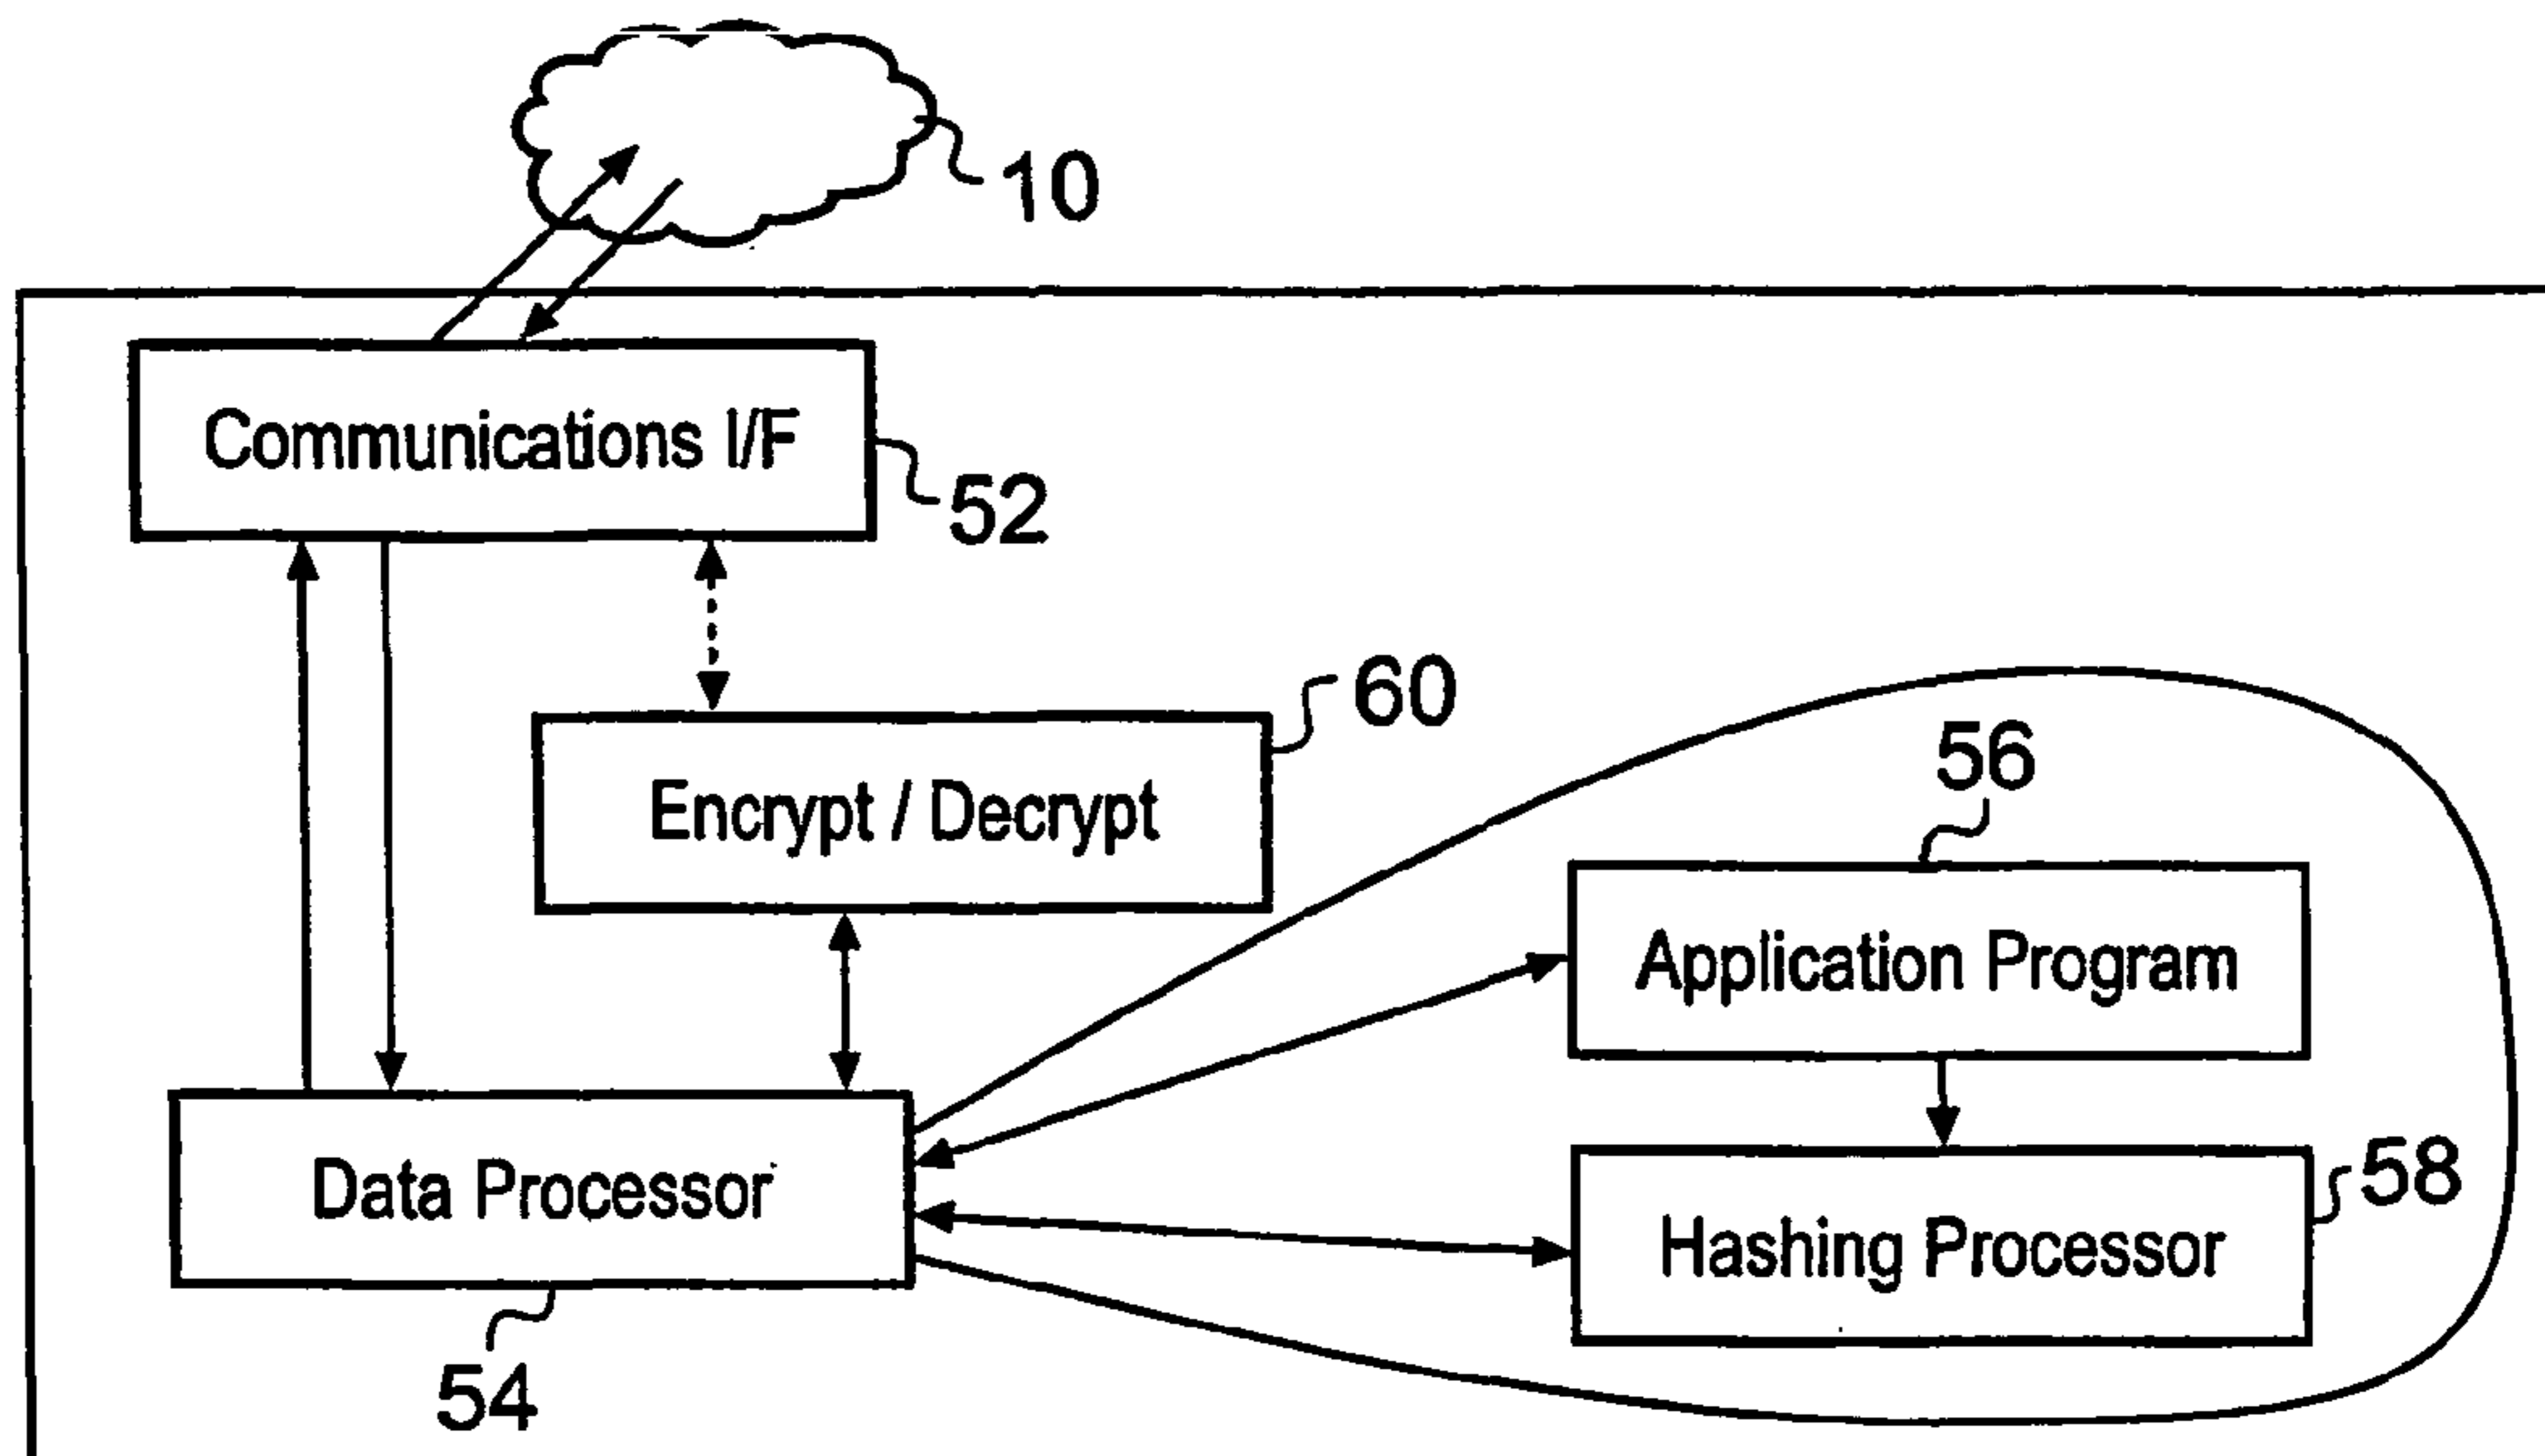 10
Communications I/F
52
60
Encrypt / Decrypt
56
Application Program
Data Processor
58
Hashing Processor
54